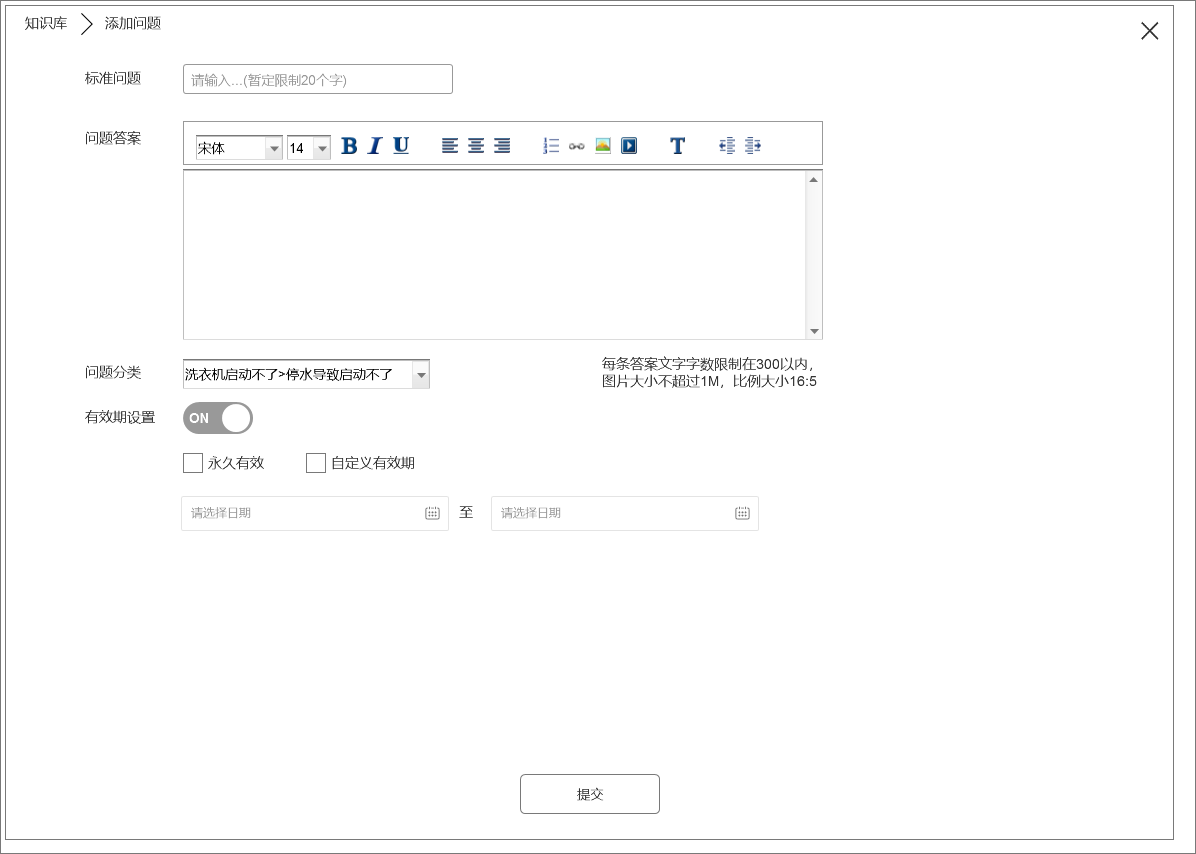 知识库 添加问题
标准问题 请输入...(暂定限制20个字)
问题答案 宋体 14 B I U T
问题分类 洗衣机启动不了>停水导致启动不了
每条答案文字字数限制在300以内，
图片大小不超过1M，比例大小16:5
有效期设置 ON
永久有效 自定义有效期
请选择日期 至 请选择日期
提交